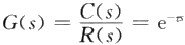 G(s) = C(s)/R(s) = e^{-τs}